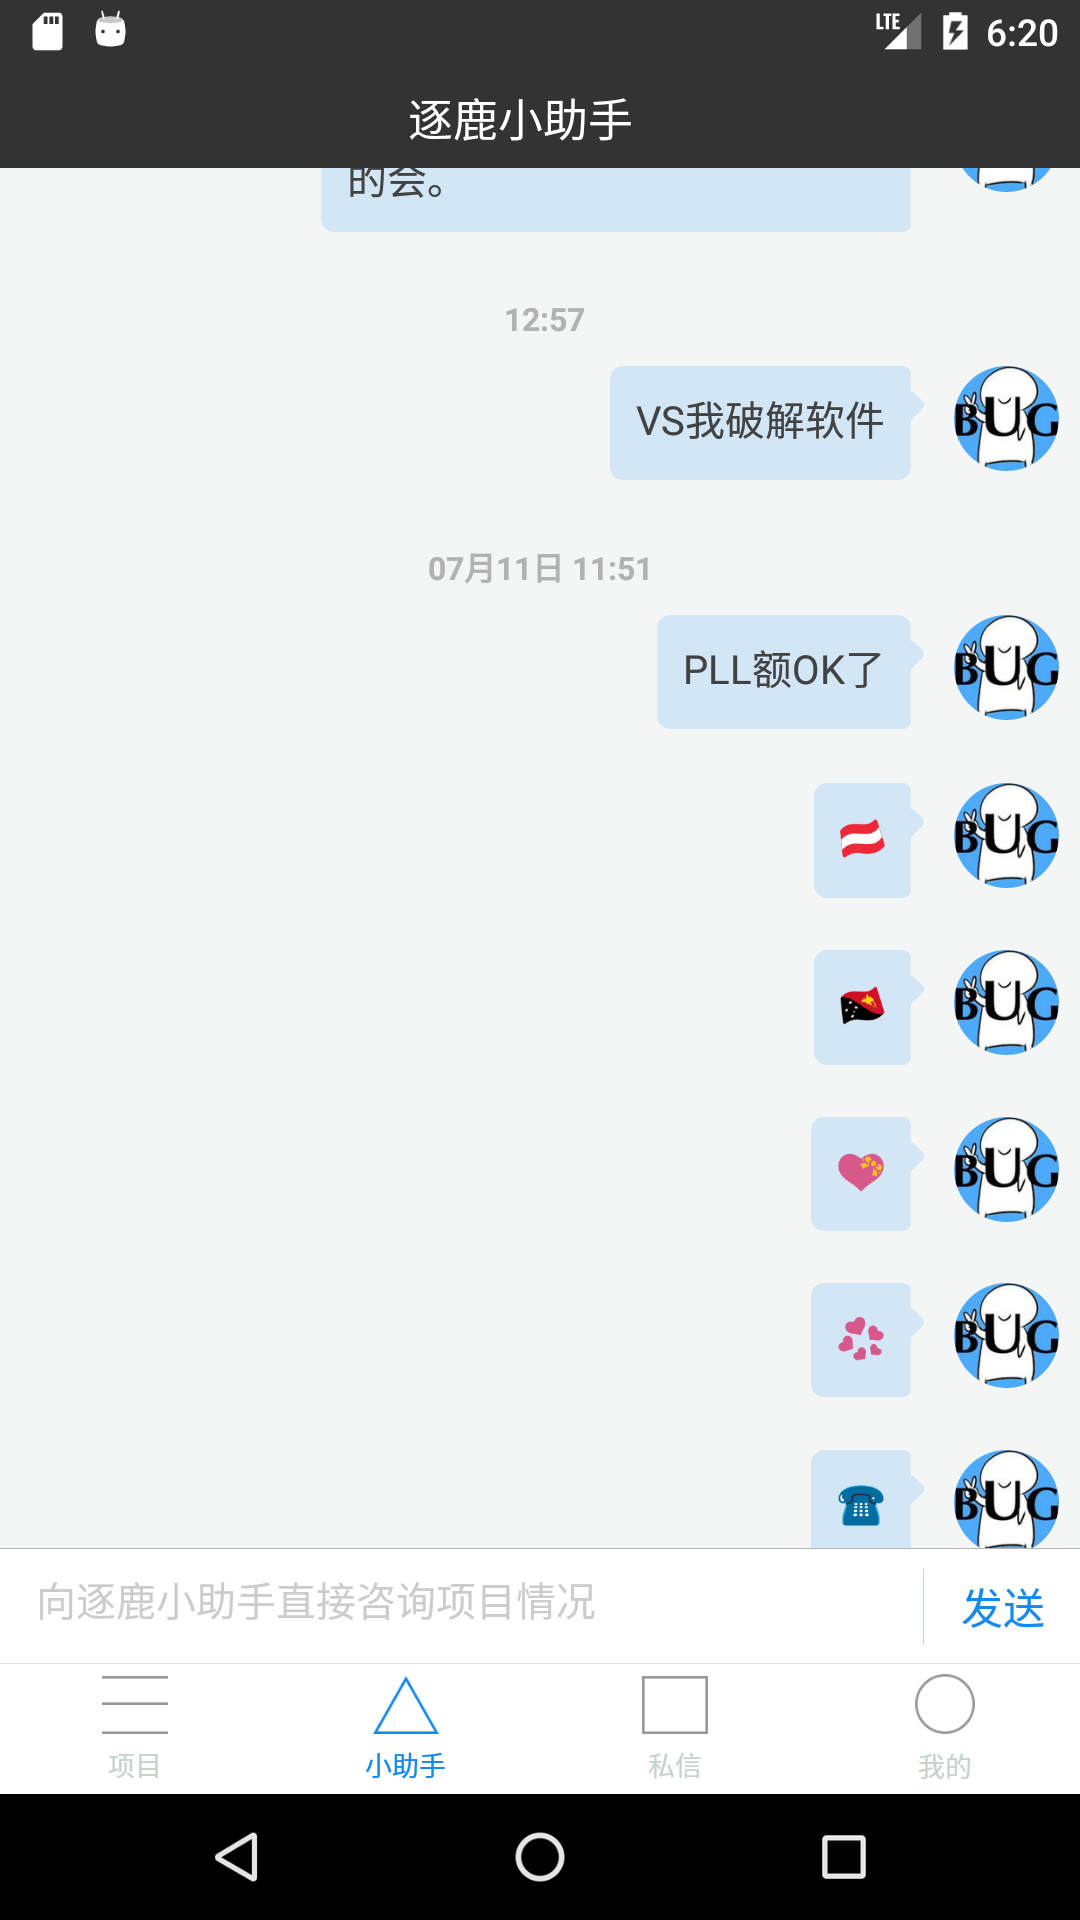 LTE 6:20
逐鹿小助手
的会。
12:57
VS我破解软件
BUG
07月11日 11:51
PLL额OK了
BUG
BUG
BUG
BUG
BUG
BUG
向逐鹿小助手直接咨询项目情况
发送
项目
小助手
私信
我的